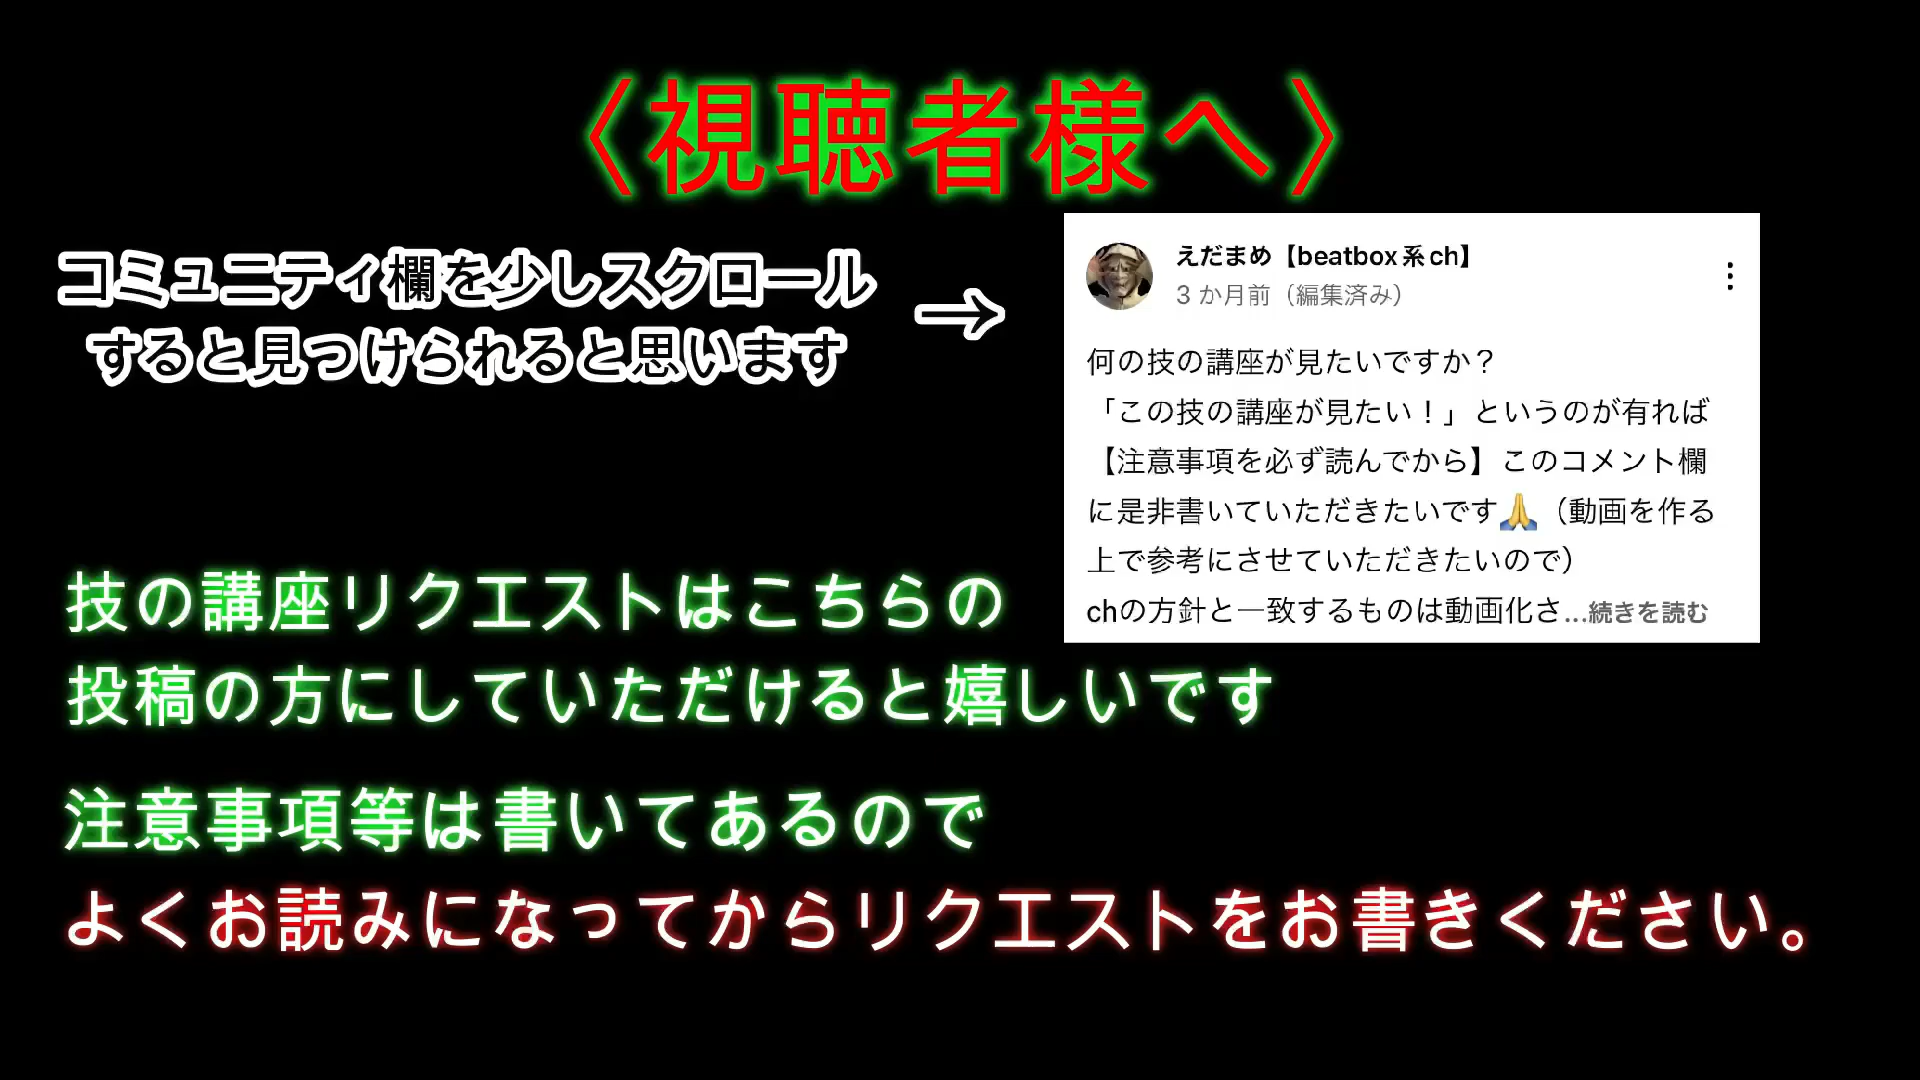 〈視聴者様へ〉
コミュニティ欄を少しスクロール
すると見つけられると思います
→
えだまめ【beatbox系ch】
3 か月前（編集済み）
何の技の講座が見たいですか？
「この技の講座が見たい！」というのが有れば
【注意事項を必ず読んでから】このコメント欄
に是非書いていただきたいです🙏（動画を作る
上で参考にさせていただきたいので）
chの方針と一致するものは動画化さ...続きを読む
技の講座リクエストはこちらの
投稿の方にしていただけると嬉しいです
注意事項等は書いてあるので
よくお読みになってからリクエストをお書きください。